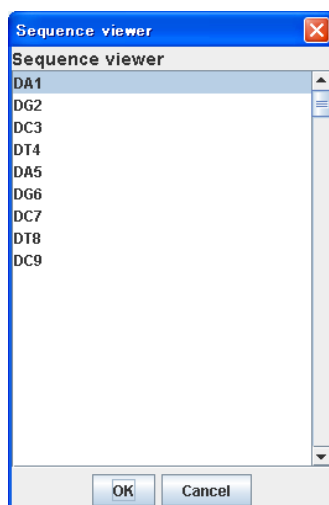 Sequence viewer
Sequence viewer
DA1
DG2
DC3
DT4
DA5
DG6
DC7
DT8
DC9
OK Cancel